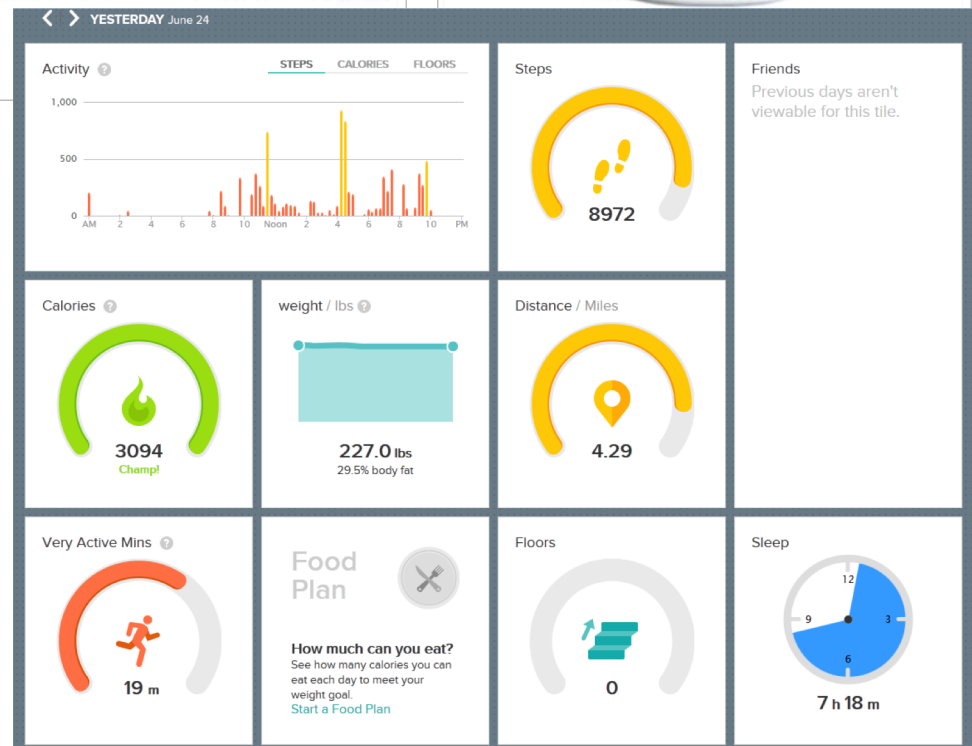 YESTERDAY June 24
Activity ?
STEPS CALORIES FLOORS
1,000
500
0
AM 2 4 6 8 10 Noon 2 4 6 8 10 PM
Steps
8972
Friends
Previous days aren't
viewable for this tile.
Calories ?
3094
Champ!
weight / lbs ?
227.0 lbs
29.5% body fat
Distance / Miles
4.29
Very Active Mins ?
19 m
Food
Plan
How much can you eat?
See how many calories you can
eat each day to meet your
weight goal.
Start a Food Plan
Floors
0
Sleep
12
9 3
6
7 h 18 m